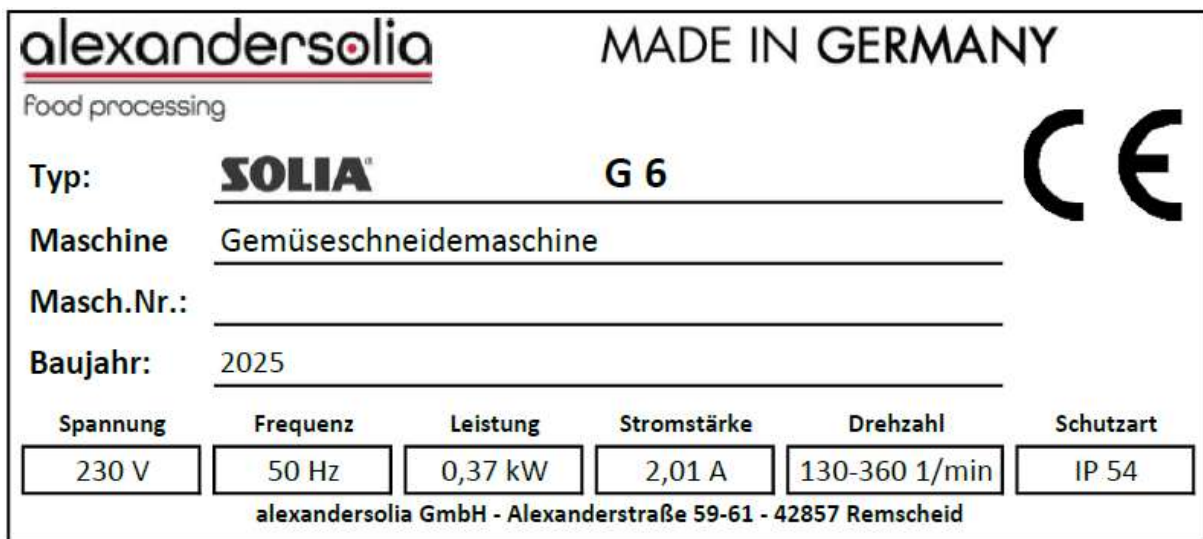 alexandersolia MADE IN GERMANY
food processing
CE
Typ: SOLIA® G 6
Maschine Gemüseschneidemaschine
Masch.Nr.:
Baujahr: 2025
Spannung Frequenz Leistung Stromstärke Drehzahl Schutzart
230 V 50 Hz 0,37 kW 2,01 A 130-360 1/min IP 54
alexandersolia GmbH - Alexanderstraße 59-61 - 42857 Remscheid